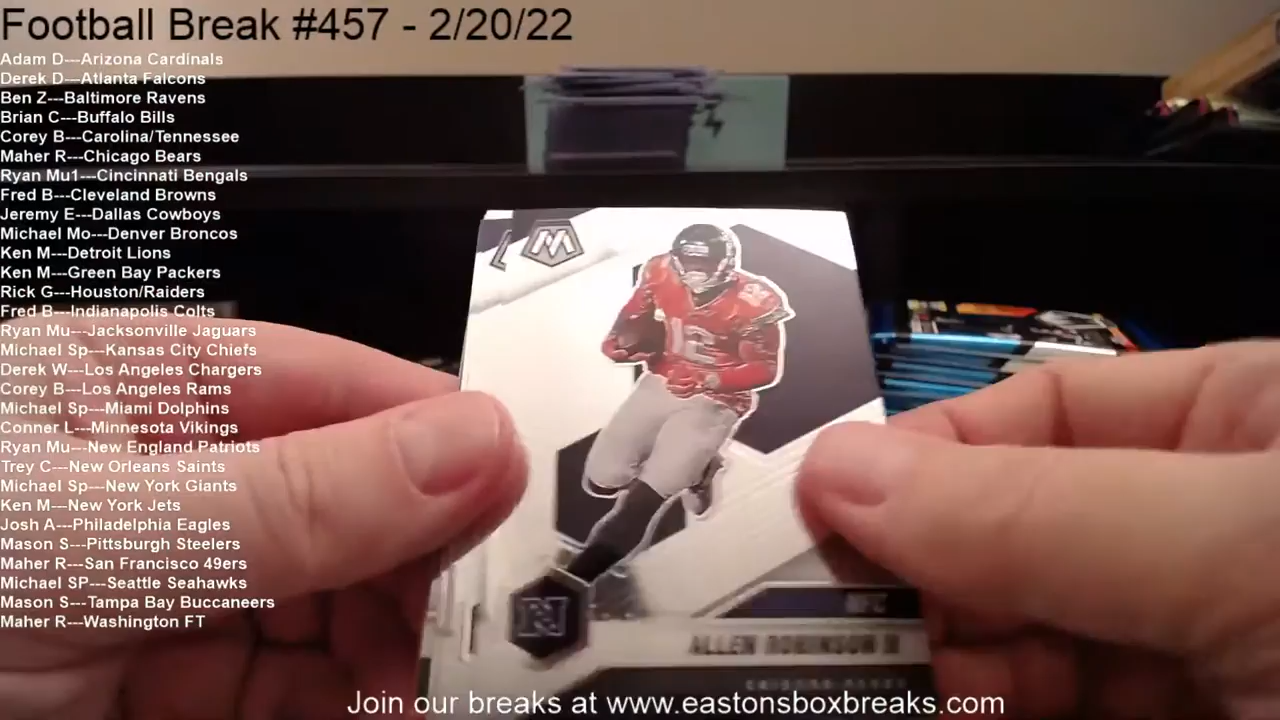 Football Break #457 - 2/20/22
Adam D---Arizona Cardinals
Derek D---Atlanta Falcons
Ben Z---Baltimore Ravens
Brian C---Buffalo Bills
Corey B---Carolina/Tennessee
Maher R---Chicago Bears
Ryan Mu1---Cincinnati Bengals
Fred B---Cleveland Browns
Jeremy E---Dallas Cowboys
Michael Mo---Denver Broncos
Ken M---Detroit Lions
Ken M---Green Bay Packers
Rick G---Houston/Raiders
Fred B---Indianapolis Colts
Ryan Mu---Jacksonville Jaguars
Michael Sp---Kansas City Chiefs
Derek W---Los Angeles Chargers
Corey B---Los Angeles Rams
Michael Sp---Miami Dolphins
Conner L---Minnesota Vikings
Ryan Mu---New England Patriots
Trey C---New Orleans Saints
Michael Sp---New York Giants
Ken M---New York Jets
Josh A---Philadelphia Eagles
Mason S---Pittsburgh Steelers
Maher R---San Francisco 49ers
Michael SP---Seattle Seahawks
Mason S---Tampa Bay Buccaneers
Maher R---Washington FT
M
12
N
NFC
ALLEN ROBINSON II
CHICAGO BEARS
Join our breaks at www.eastonsboxbreaks.com